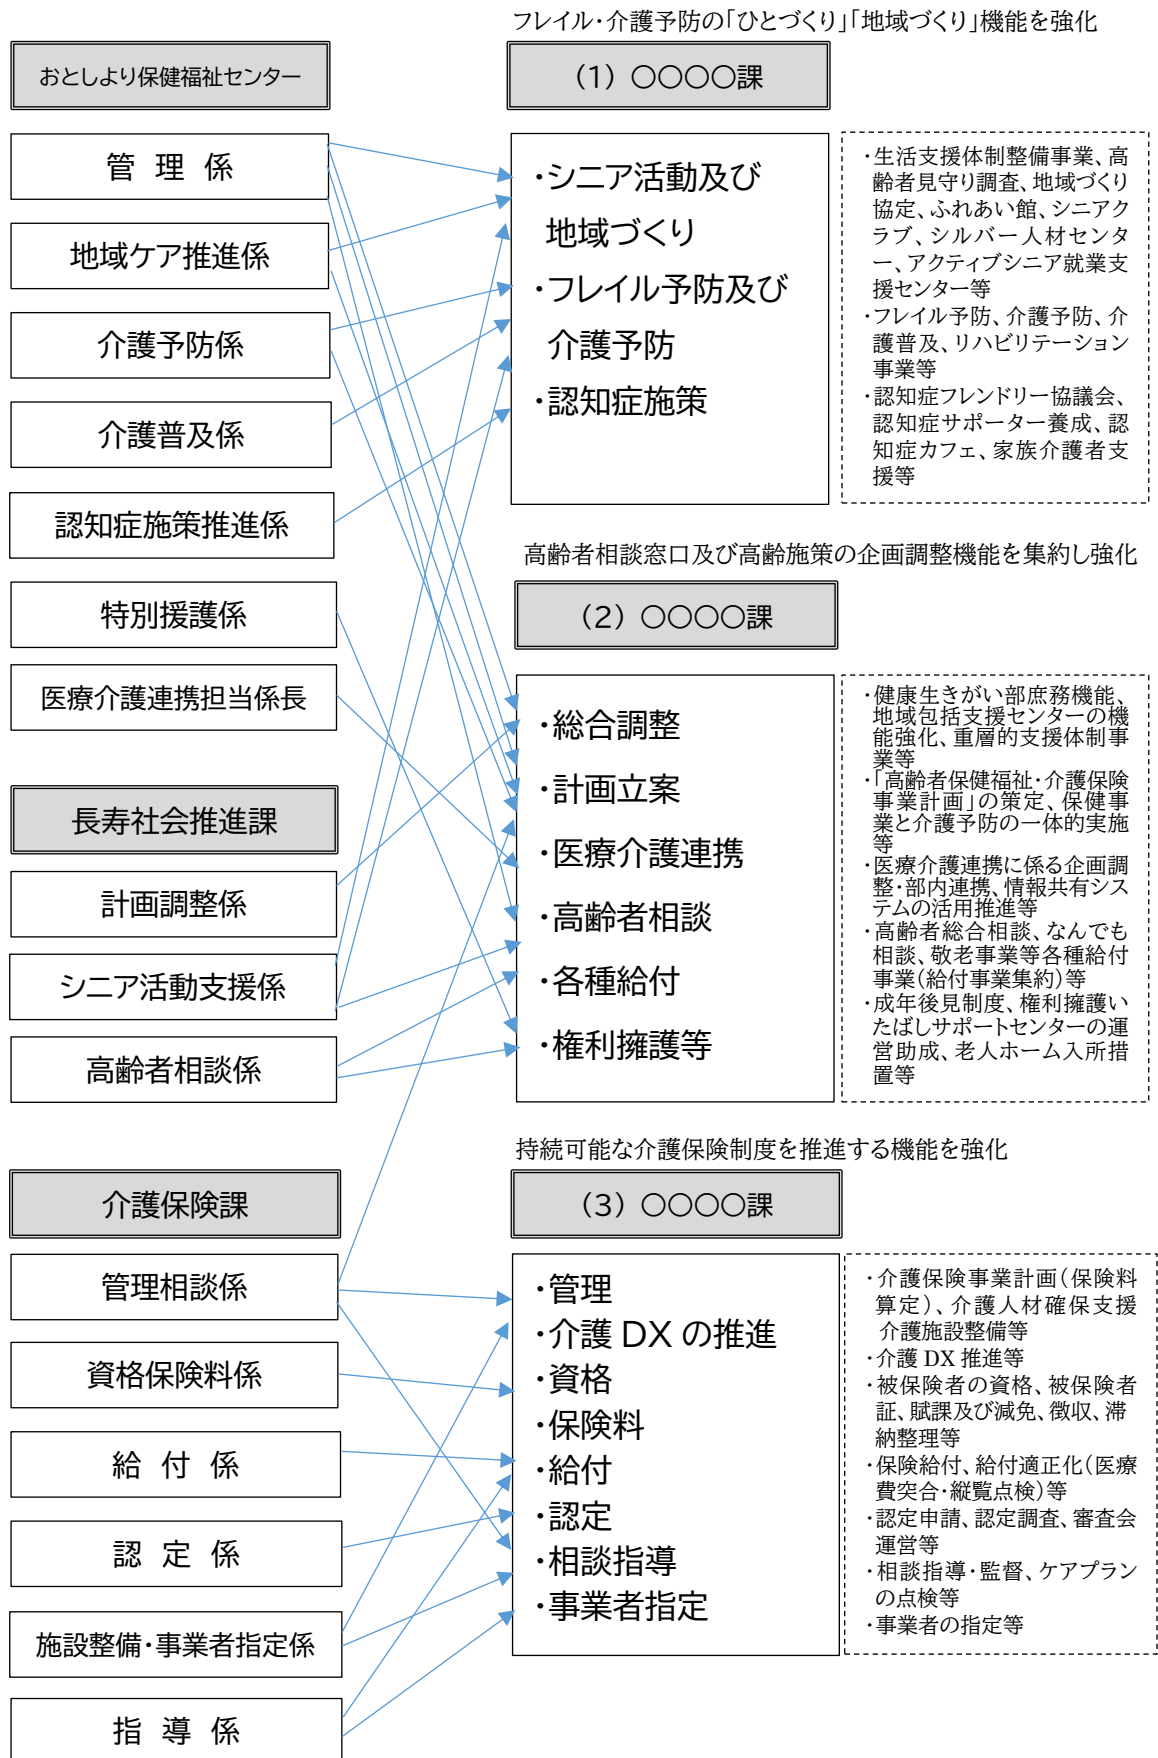 フレイル・介護予防の「ひとづくり」「地域づくり」機能を強化
おとしより保健福祉センター
(1) 〇〇〇〇課
管 理 係
地域ケア推進係
介護予防係
介護普及係
認知症施策推進係
特別援護係
医療介護連携担当係長
・シニア活動及び
地域づくり
・フレイル予防及び
介護予防
・認知症施策
・生活支援体制整備事業、高
齢者見守り調査、地域づくり
協定、ふれあい館、シニアク
ラブ、シルバー人材センタ
ー、アクティブシニア就業支
援センター等
・フレイル予防、介護予防、介
護普及、リハビリテーション
事業等
・認知症フレンドリー協議会、
認知症サポーター養成、認
知症カフェ、家族介護者支
援等
高齢者相談窓口及び高齢施策の企画調整機能を集約し強化
(2) 〇〇〇〇課
長寿社会推進課
計画調整係
シニア活動支援係
高齢者相談係
・総合調整
・計画立案
・医療介護連携
・高齢者相談
・各種給付
・権利擁護等
・健康生きがい部庶務機能、
地域包括支援センターの機
能強化、重層的支援体制事
業等
・「高齢者保健福祉・介護保険
事業計画」の策定、保健事
業と介護予防の一体的実施
等
・医療介護連携に係る企画調
整・部内連携、情報共有シス
テムの活用推進等
・高齢者総合相談、なんでも
相談、敬老事業等各種給付
事業(給付事業集約)等
・成年後見制度、権利擁護い
たばしサポートセンターの運
営助成、老人ホーム入所措
置等
持続可能な介護保険制度を推進する機能を強化
介護保険課
(3) 〇〇〇〇課
管理相談係
資格保険料係
給 付 係
認 定 係
施設整備・事業者指定係
指 導 係
・管理
・介護 DX の推進
・資格
・保険料
・給付
・認定
・相談指導
・事業者指定
・介護保険事業計画(保険料
算定)、介護人材確保支援
介護施設整備等
・介護 DX 推進等
・被保険者の資格、被保険者
証、賦課及び減免、徴収、滞
納整理等
・保険給付、給付適正化(医療
費突合・縦覧点検)等
・認定申請、認定調査、審査会
運営等
・相談指導・監督、ケアプラン
の点検等
・事業者の指定等